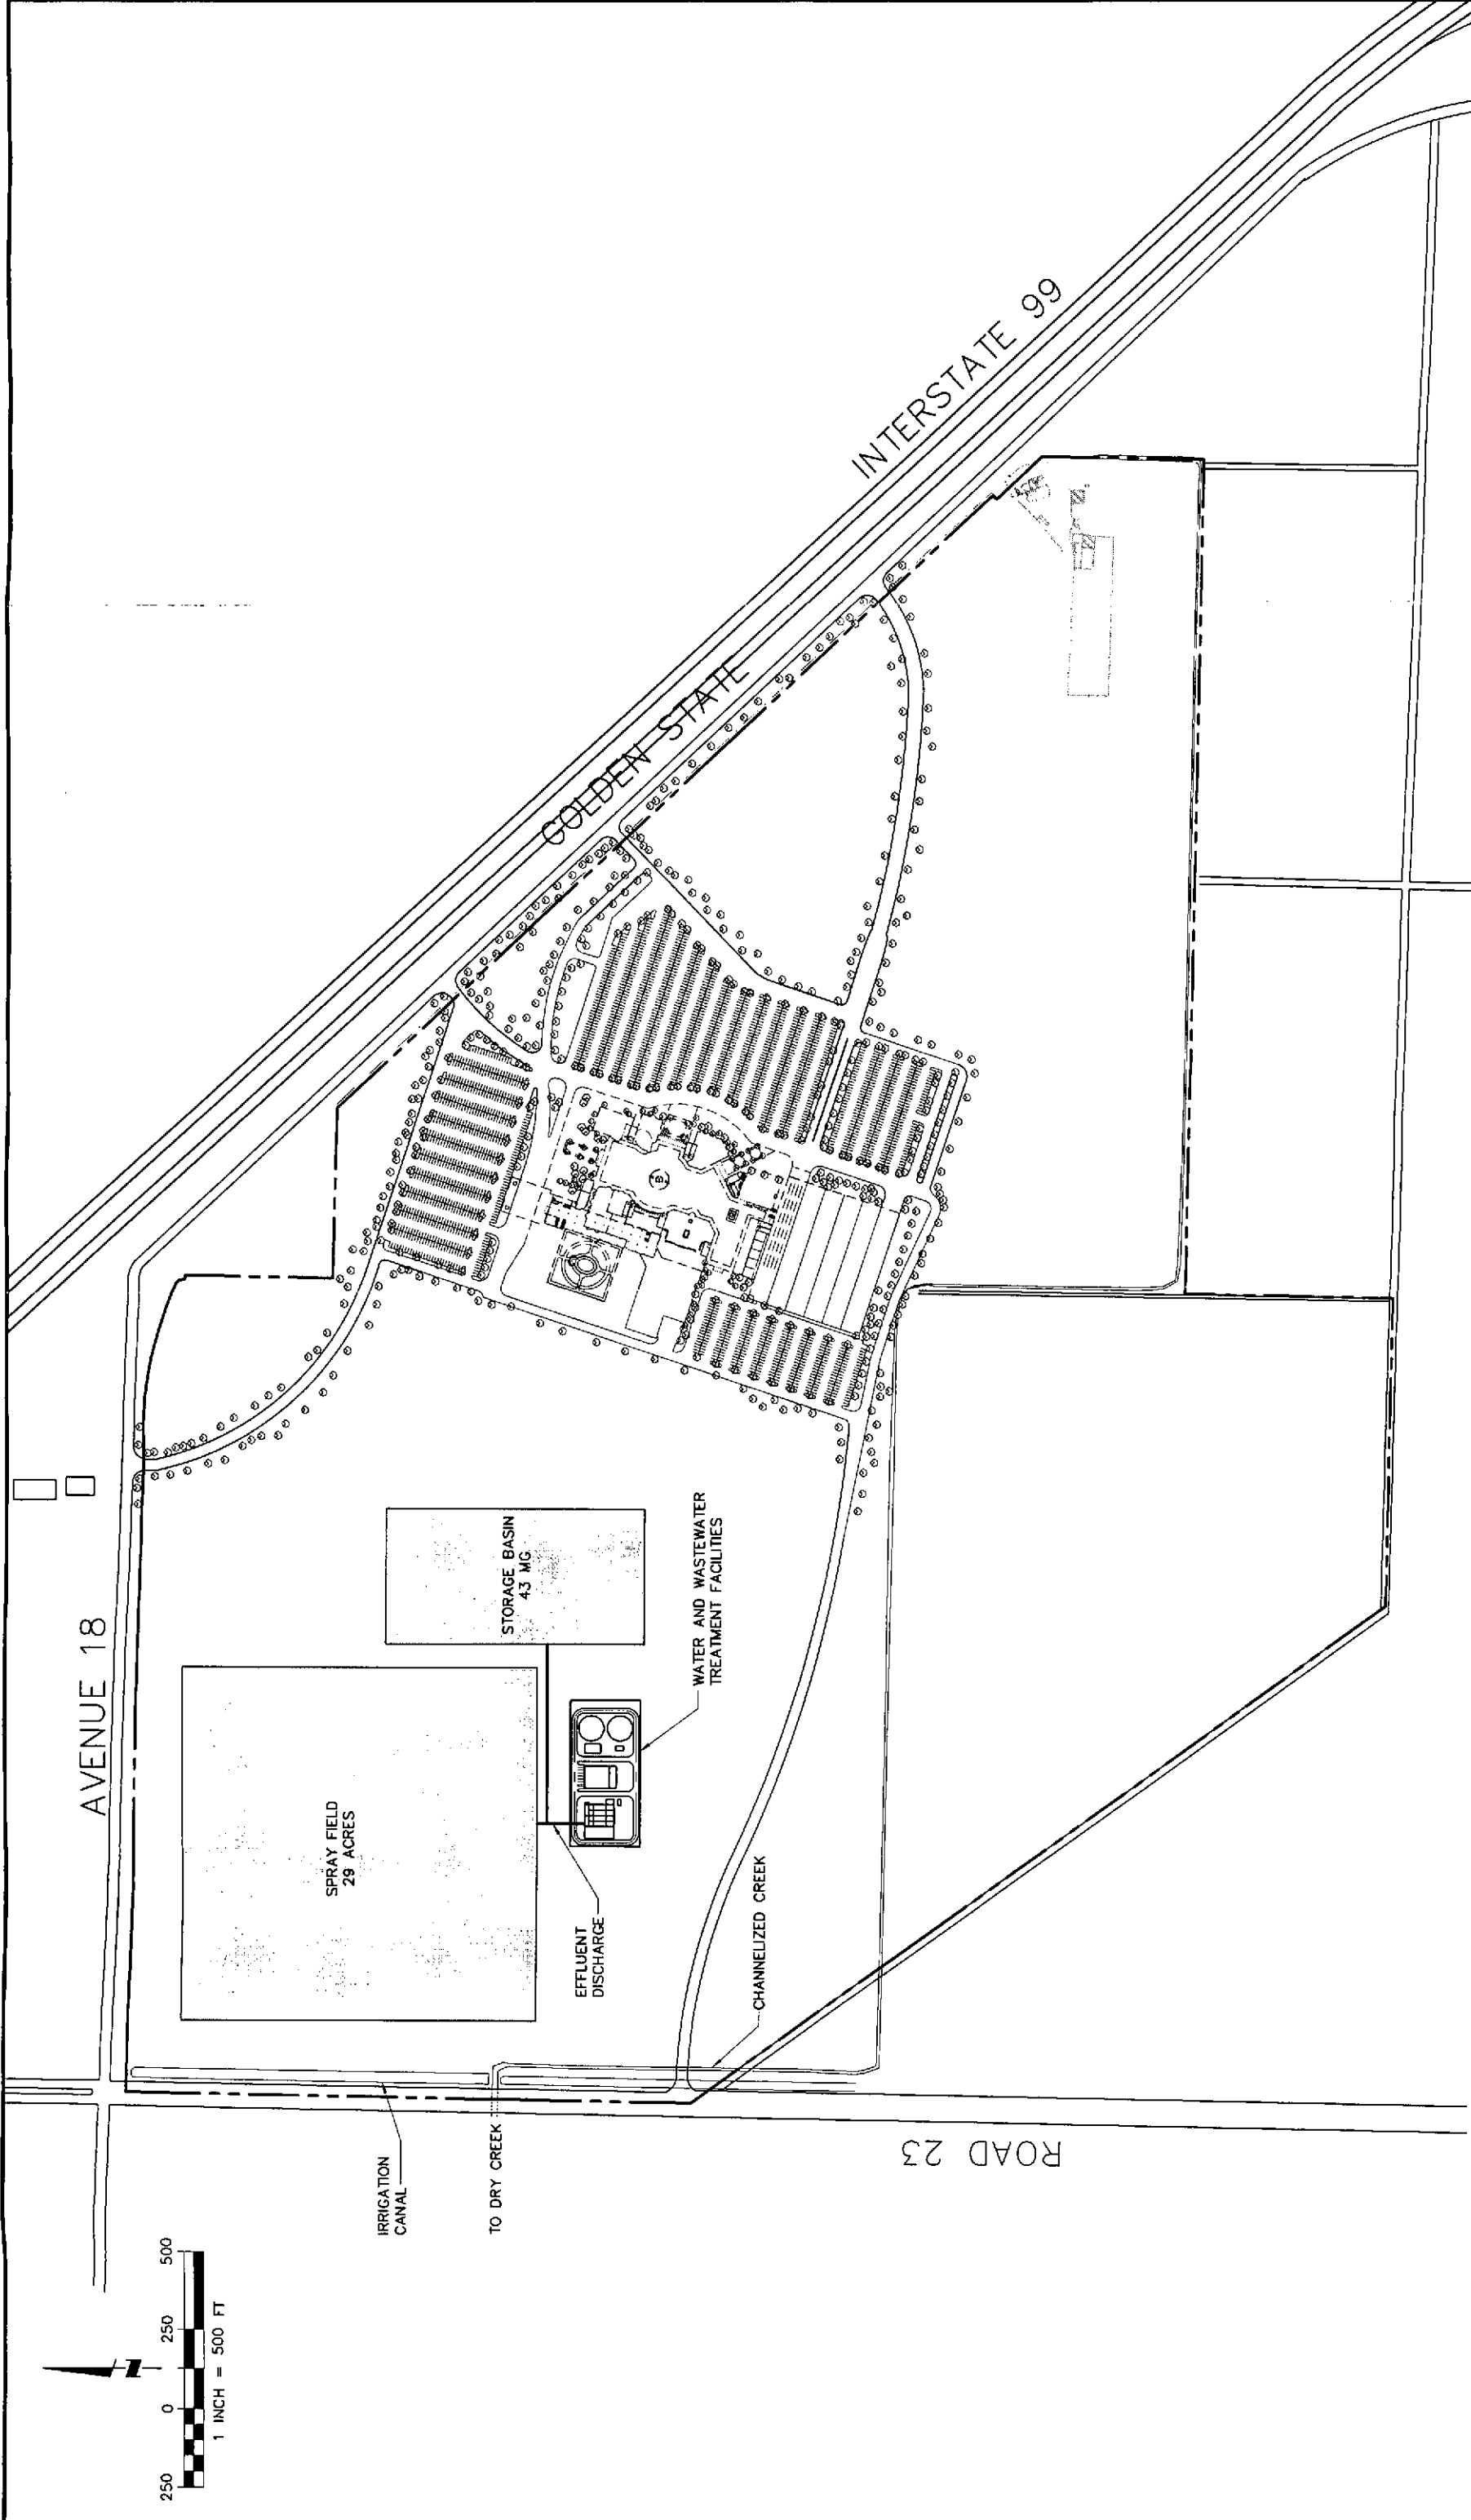 INTERSTATE 99
GOLDEN STATE
AVENUE 18
STORAGE BASIN
43 MG
SPRAY FIELD
29 ACRES
WATER AND WASTEWATER
TREATMENT FACILITIES
EFFLUENT
DISCHARGE
CHANNELIZED CREEK
IRRIGATION
CANAL
TO DRY CREEK
ROAD 23
250 0 250 500
1 INCH = 500 FT
N